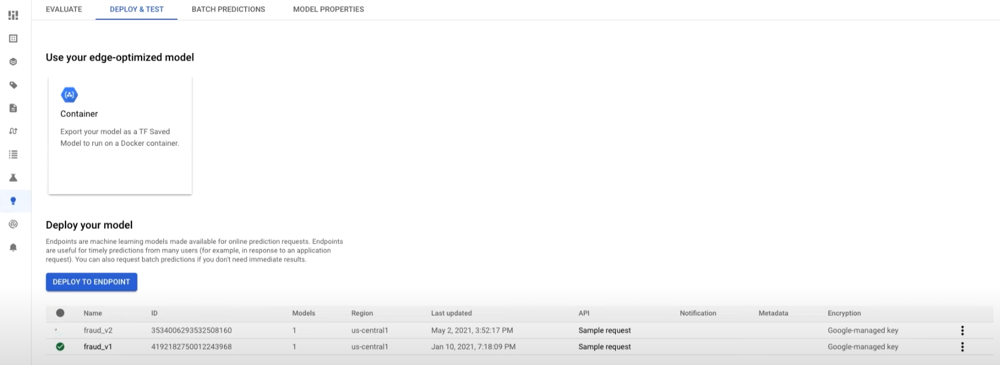 EVALUATE DEPLOY & TEST BATCH PREDICTIONS MODEL PROPERTIES
Use your edge-optimized model
Container
Export your model as a TF Saved
Model to run on a Docker container.
Deploy your model
Endpoints are machine learning models made available for online prediction requests. Endpoints
are useful for timely predictions from many users (for example, in response to an application
request). You can also request batch predictions if you don't need immediate results.
DEPLOY TO ENDPOINT
Name ID Models Region Last updated API Notification Metadata Encryption
fraud_v2 3534006293532508160 1 us-central1 May 2, 2021, 3:52:17 PM Sample request Google-managed key
fraud_v1 4192182750012243968 1 us-central1 Jan 10, 2021, 7:18:09 PM Sample request Google-managed key